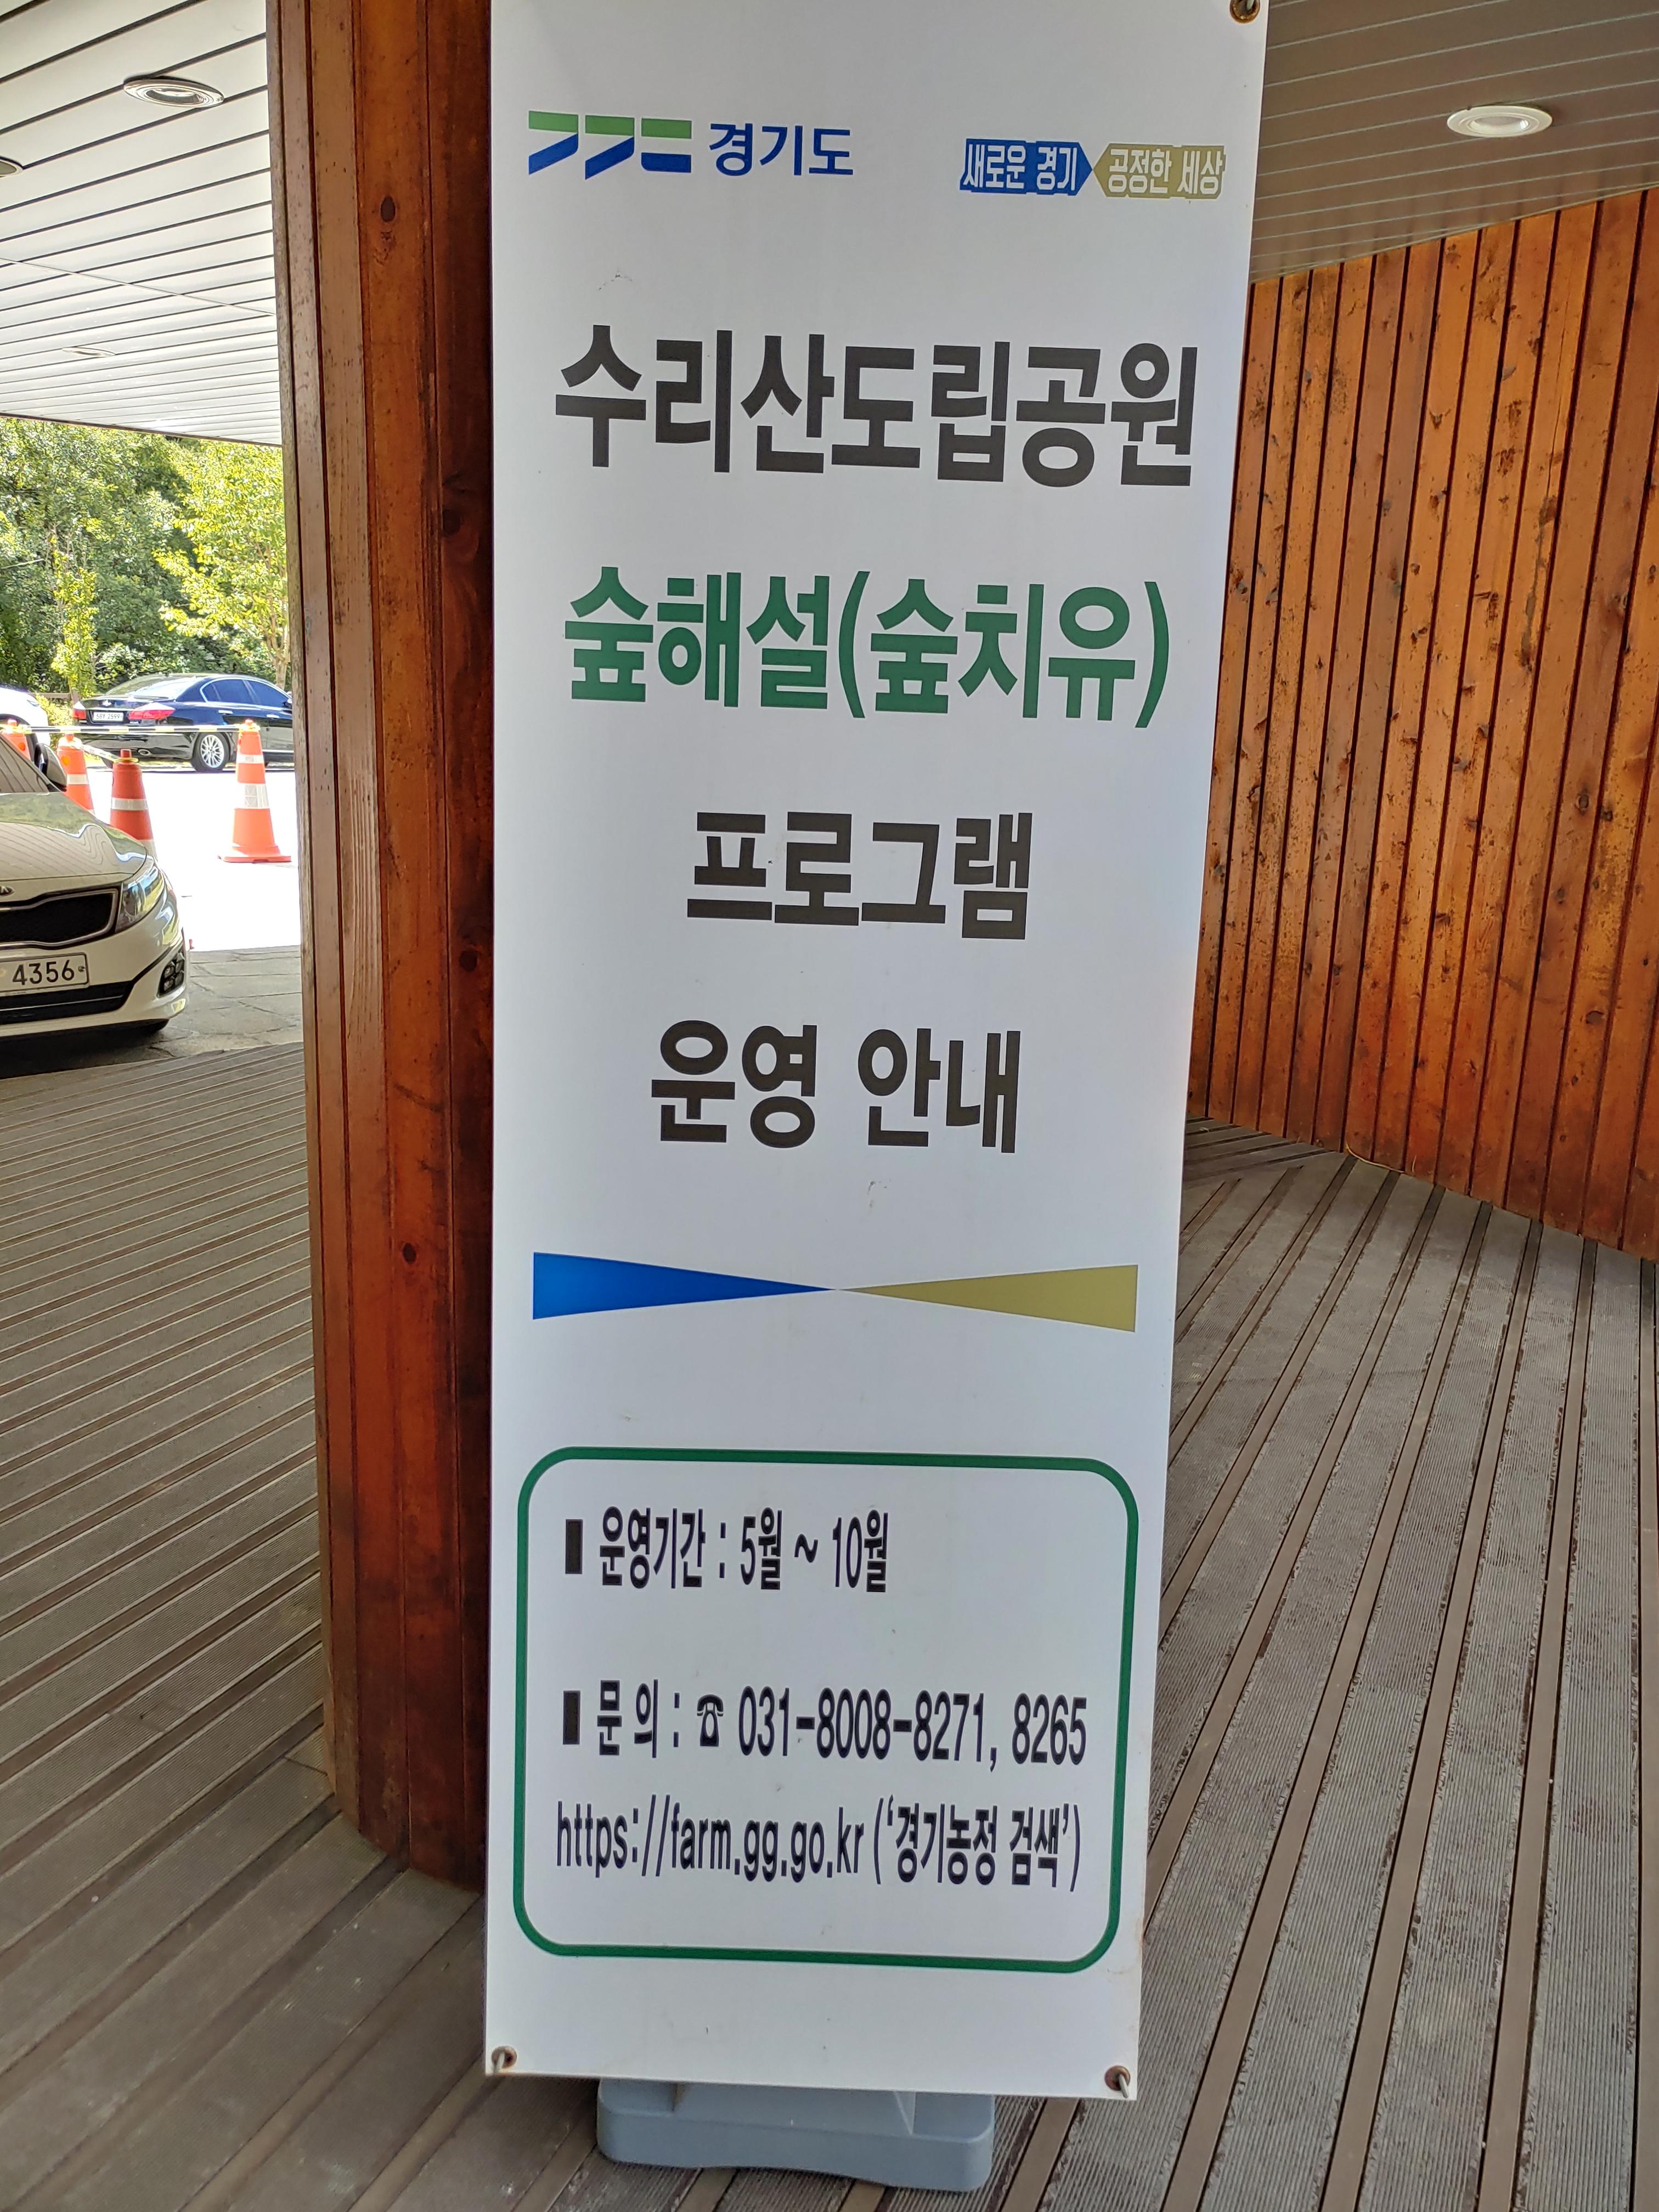 경기도
새로운 경기 공정한 세상
수리산도립공원
숲해설(숲치유)
프로그램
운영 안내
■ 운영기간 : 5월 ~ 10월
■ 문 의 : ☎ 031-8008-8271, 8265
https://farm.gg.go.kr (‘경기농정 검색’)
4356